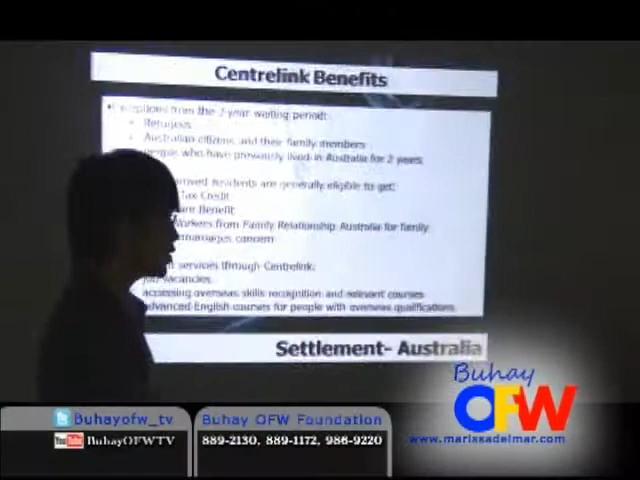 Centrelink Benefits
from the 2-year waiting period:
Refugees
Australian citizens and their family members
people who have previously lived in Australia for 2 years
Residents are generally eligible to get:
Tax Credit
Benefit
Workers from Family Relationship Australia for family
marriages concern
services through Centrelink:
job vacancies
accessing overseas skills recognition and relevant courses
advanced English courses for people with overseas qualifications
Settlement- Australia
Buhay
OFW
www.marissadelmar.com
Buhayofw_tv
YouTube BuhayOFWTV
Buhay OFW Foundation
889-2130, 889-1172, 986-9220